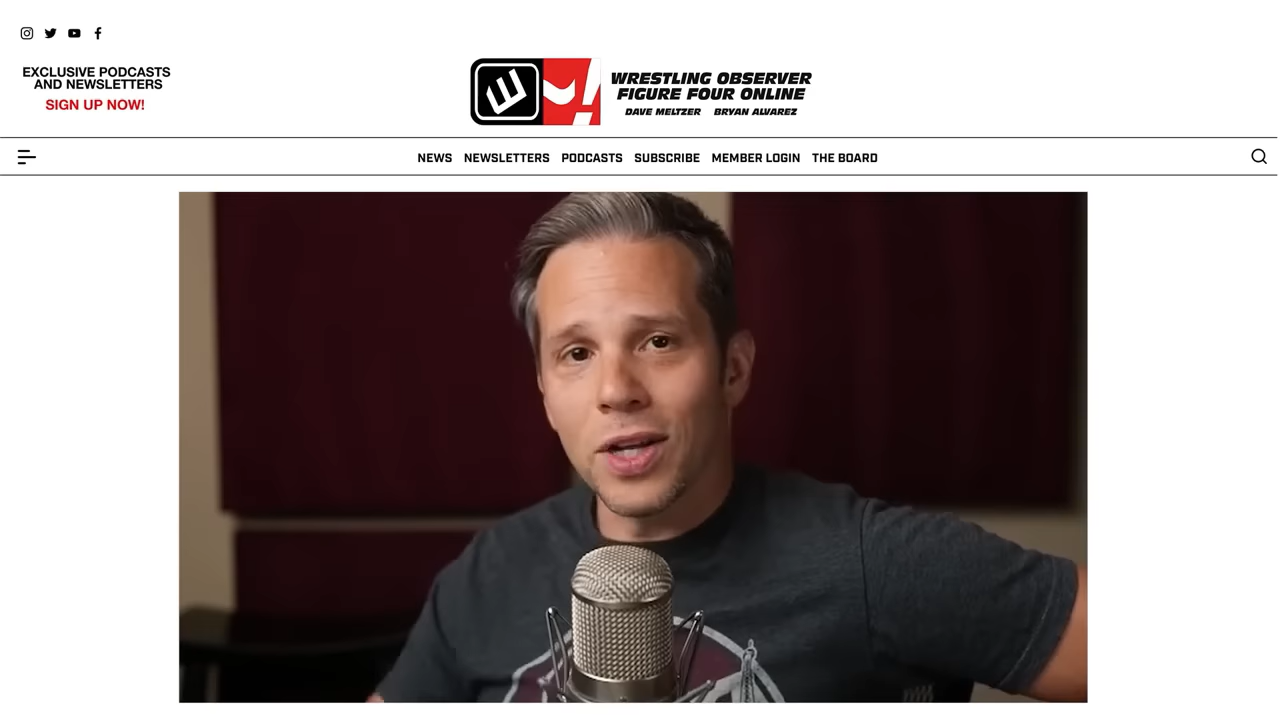 EXCLUSIVE PODCASTS
AND NEWSLETTERS
SIGN UP NOW!
WRESTLING OBSERVER
FIGURE FOUR ONLINE
DAVE MELTZER BRYAN ALVAREZ
NEWS NEWSLETTERS PODCASTS SUBSCRIBE MEMBER LOGIN THE BOARD